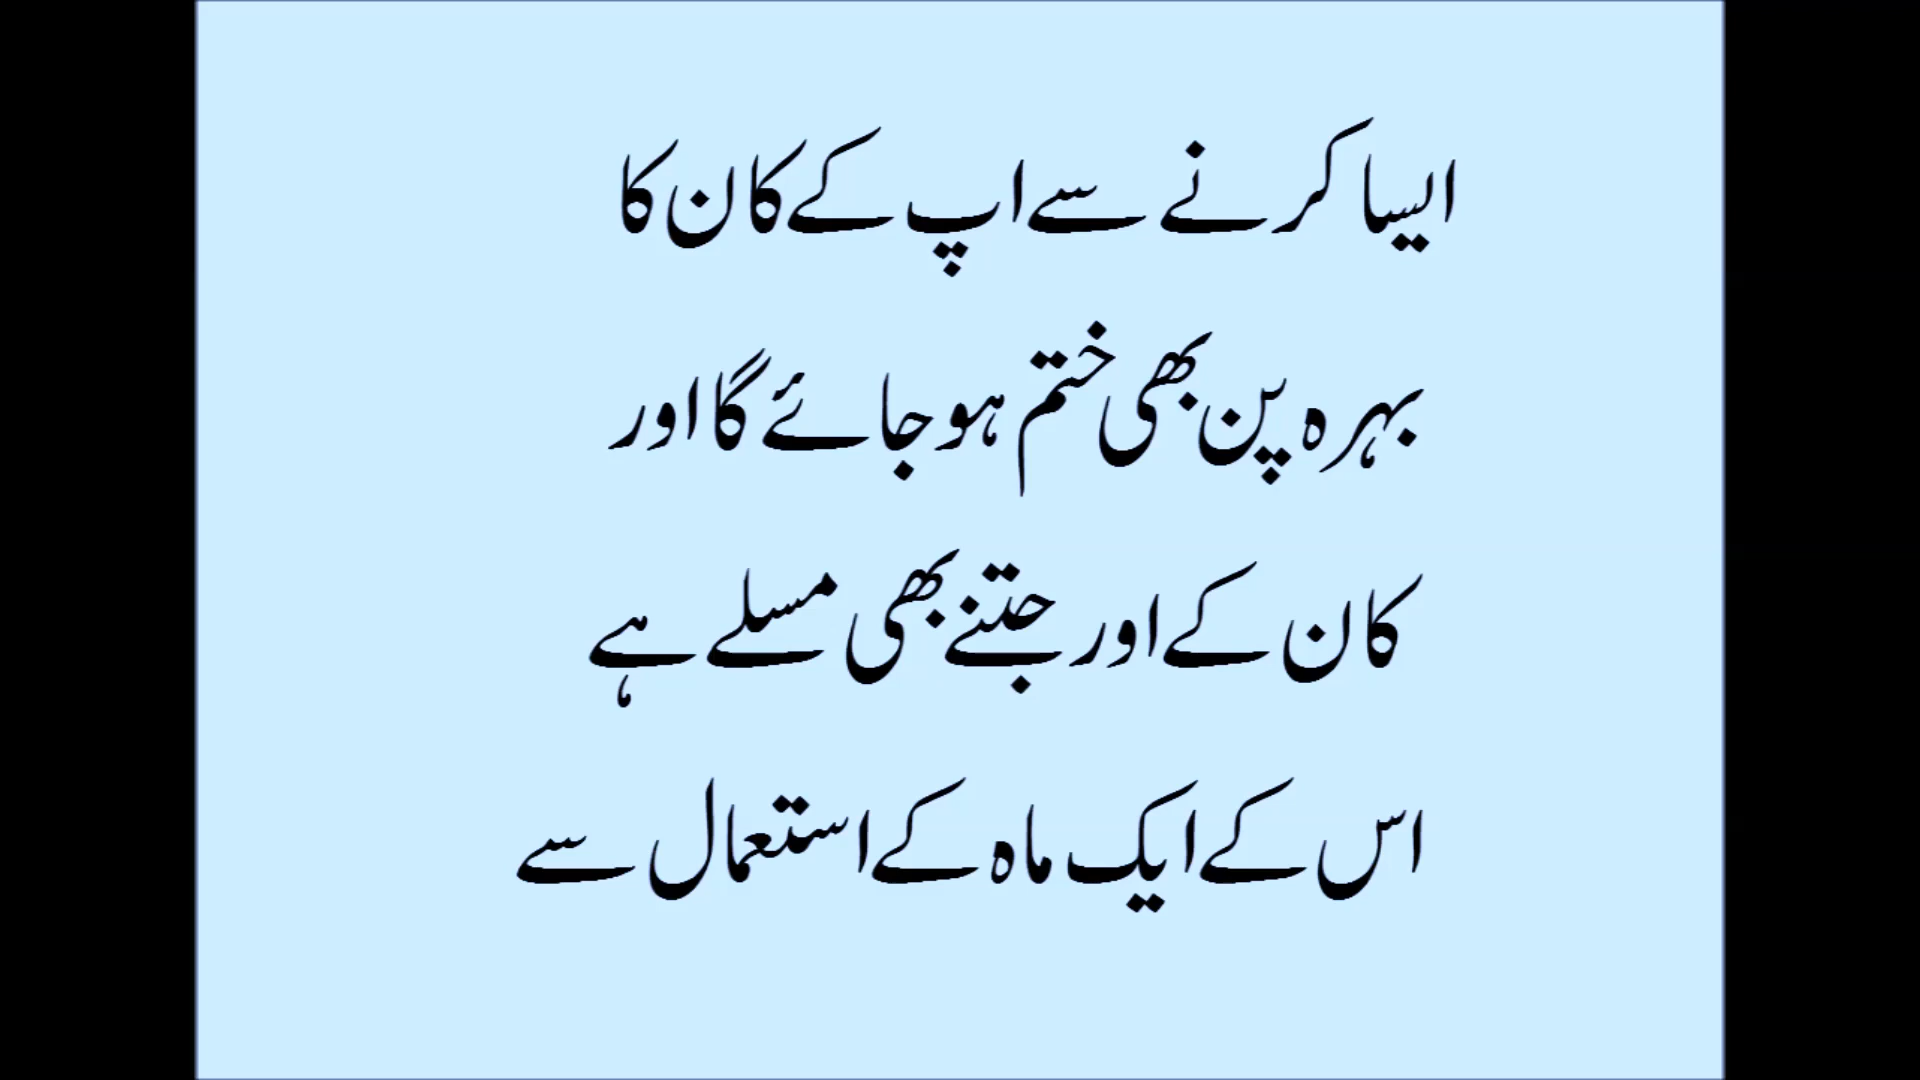 ایسا کرنے سے اپ کے کان کا
بہرہ پن بھی ختم ہو جائے گا اور
کان کے اور جتنے بھی مسلے ہے
اس کے ایک ماہ کے استعمال سے